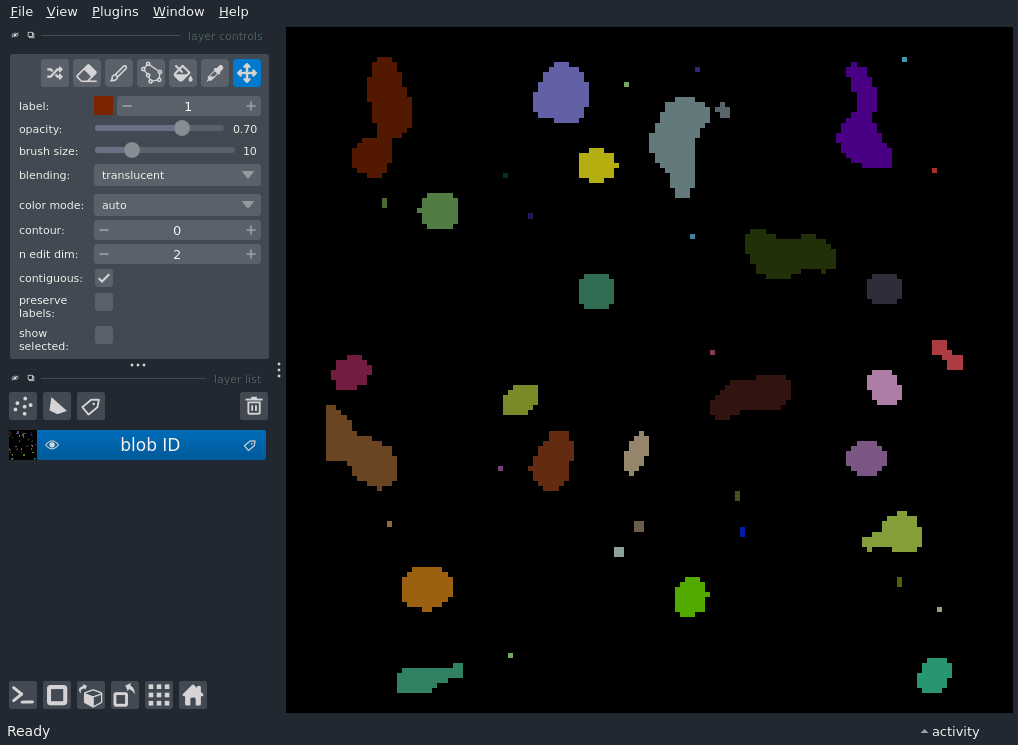 File View Plugins Window Help
layer controls
label: 1
opacity: 0.70
brush size: 10
blending: translucent
color mode: auto
contour: 0
n edit dim: 2
contiguous:
preserve
labels:
show
selected:
layer list
blob ID
Ready
activity